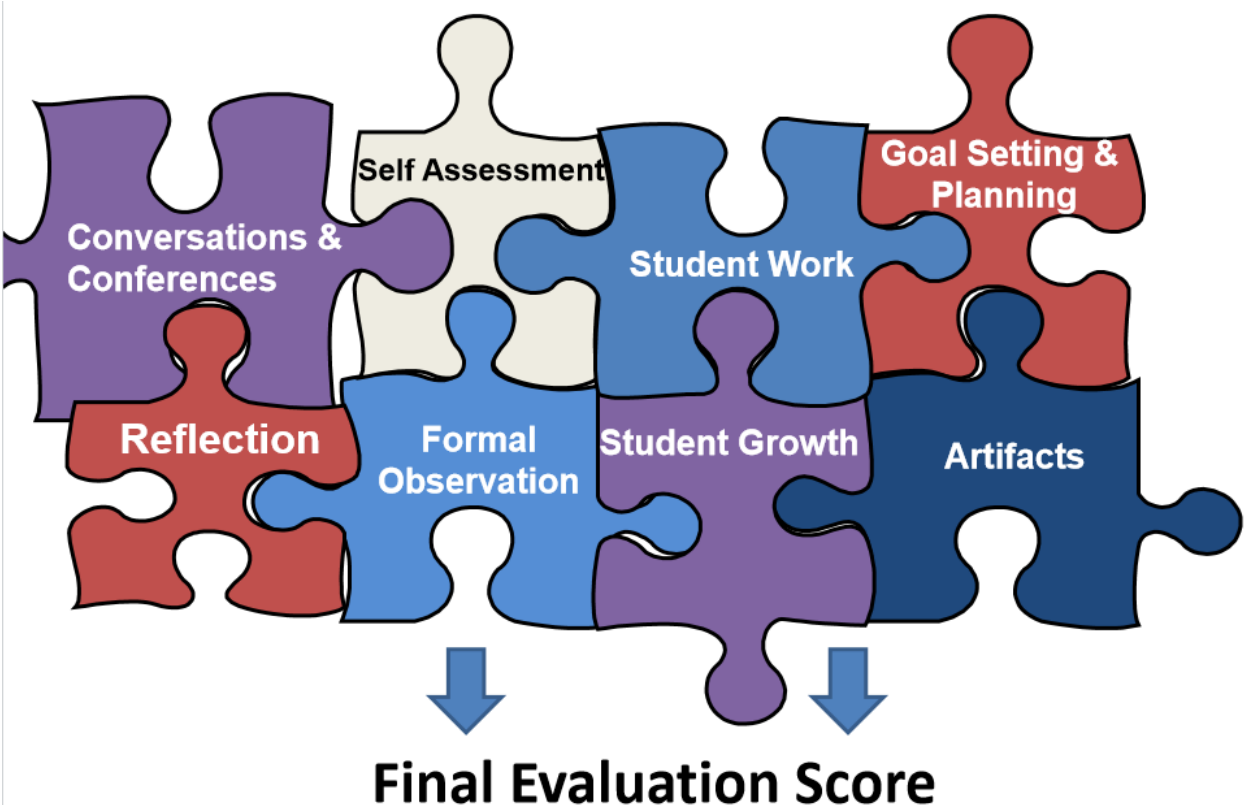 Conversations &
Conferences
Self Assessment
Student Work
Goal Setting &
Planning
Reflection
Formal
Observation
Student Growth
Artifacts
Final Evaluation Score